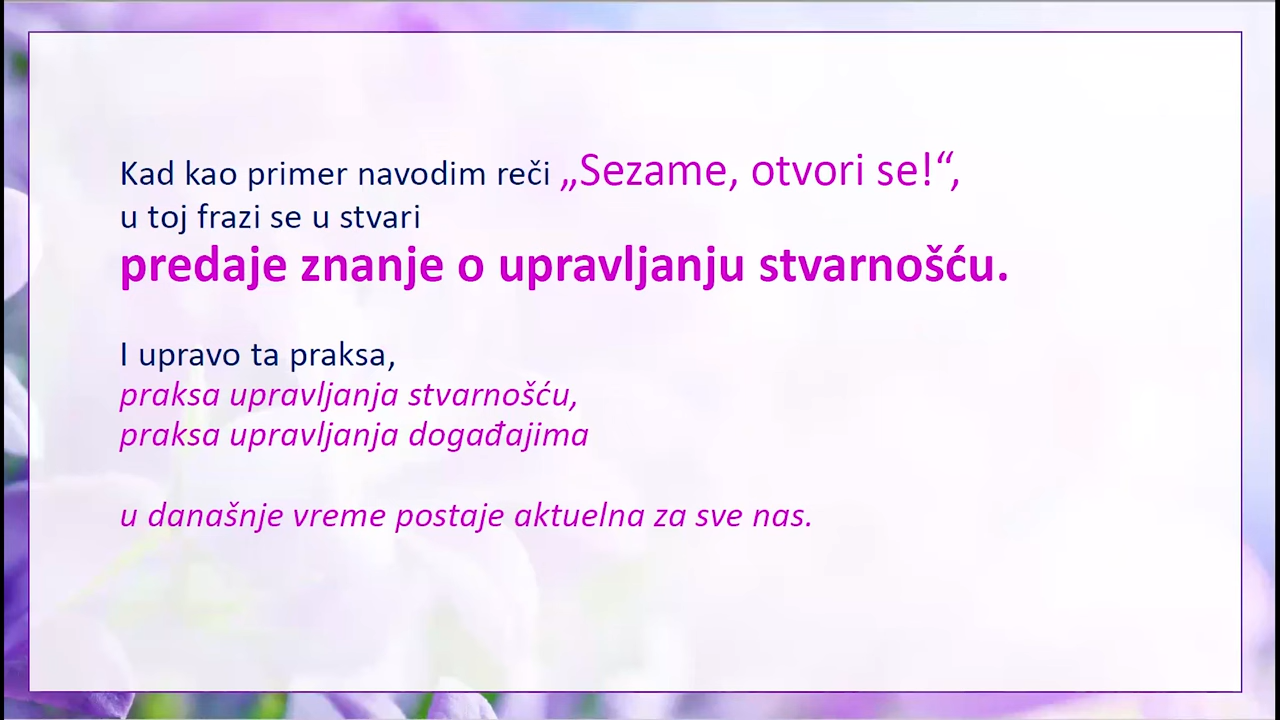 Kad kao primer navodim reči „Sezame, otvori se!“,
u toj frazi se u stvari
predaje znanje o upravljanju stvarnošću.
I upravo ta praksa,
praksa upravljanja stvarnošću,
praksa upravljanja događajima
u današnje vreme postaje aktuelna za sve nas.